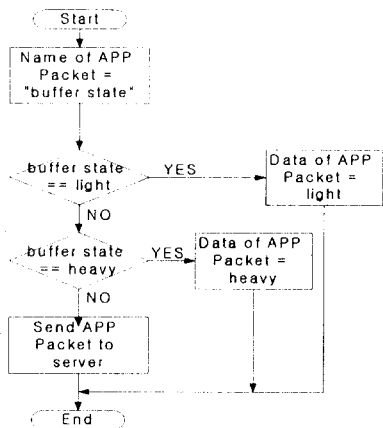 Start
Name of APP
Packet =
"buffer state"
buffer state
== light
YES
Data of APP
Packet =
light
NO
buffer state
== heavy
YES
Data of APP
Packet =
heavy
NO
Send APP
Packet to
server
End